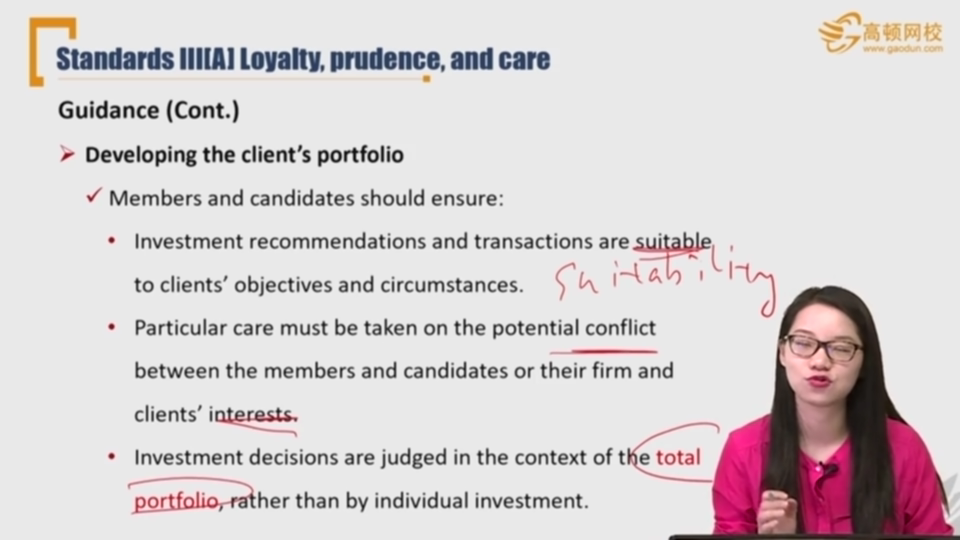 Standards III[A] Loyalty, prudence, and care
高顿网校
www.gaodun.com
Guidance (Cont.)
Developing the client's portfolio
Members and candidates should ensure:
Investment recommendations and transactions are suitable
to clients' objectives and circumstances.
Suitability
Particular care must be taken on the potential conflict
between the members and candidates or their firm and
clients' interests.
Investment decisions are judged in the context of the total
portfolio, rather than by individual investment.